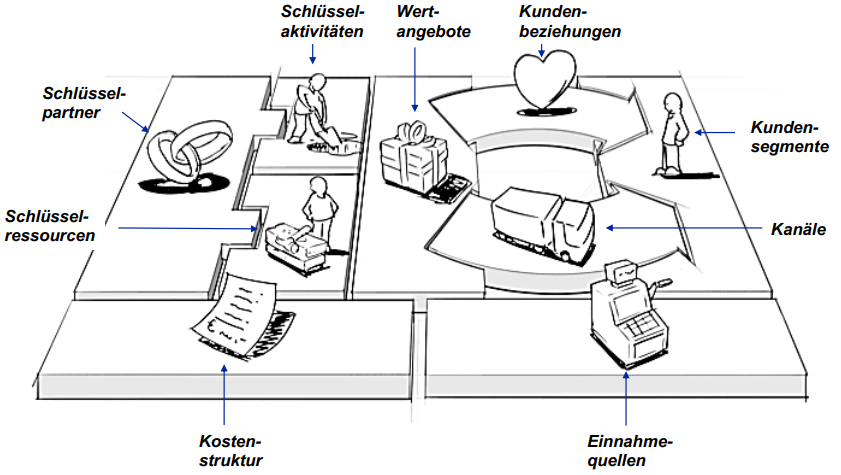 Schlüssel-
aktivitäten
Wert-
angebote
Kunden-
beziehungen
Schlüssel-
partner
Kunden-
segmente
Schlüssel-
ressourcen
Kanäle
Kosten-
struktur
Einnahme-
quellen